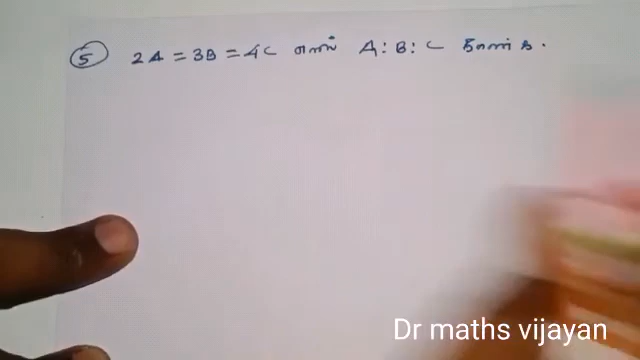 5 2A = 3B = 4C எனில் A : B : C காண்க.
Dr maths vijayan